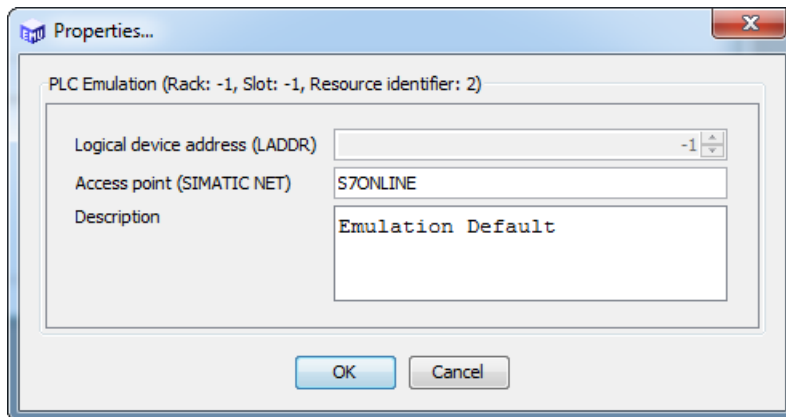 EMU Properties...
PLC Emulation (Rack: -1, Slot: -1, Resource identifier: 2)
Logical device address (LADDR) -1
Access point (SIMATIC NET) S7ONLINE
Description Emulation Default
OK Cancel